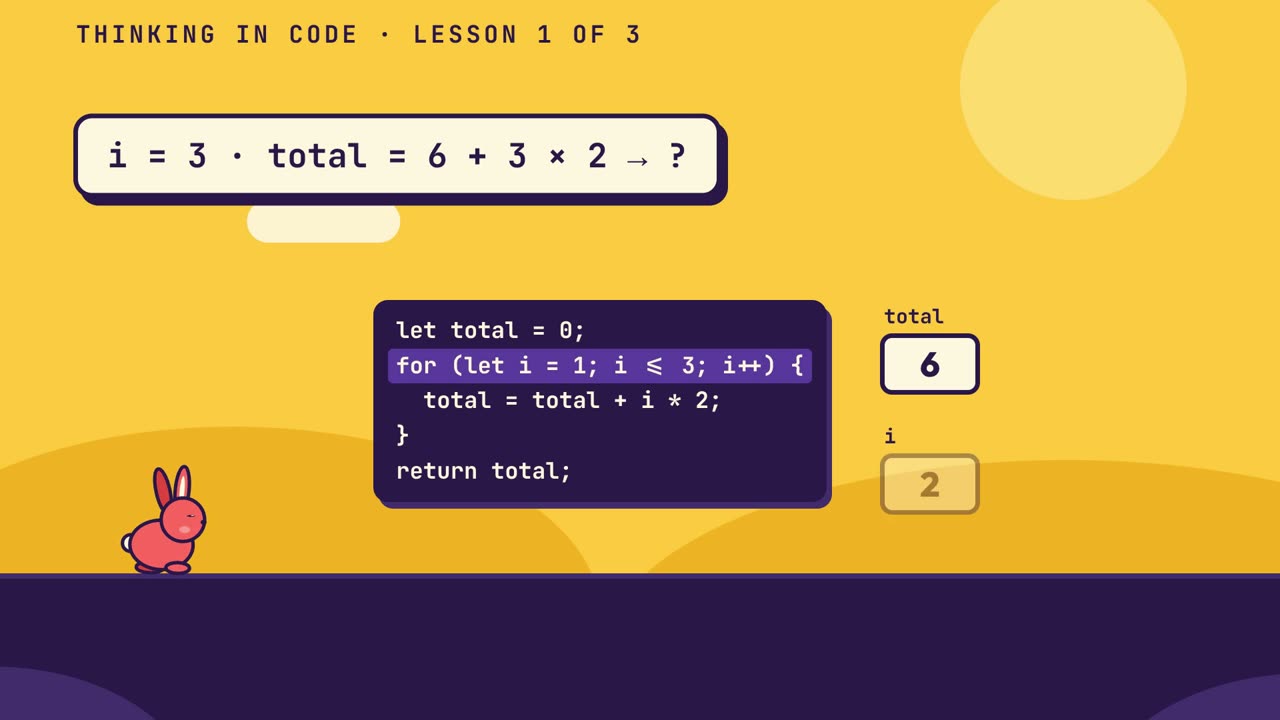 THINKING IN CODE · LESSON 1 OF 3
i = 3 · total = 6 + 3 × 2 → ?
let total = 0;
for (let i = 1; i <= 3; i++) {
total = total + i * 2;
}
return total;
total
6
i
2